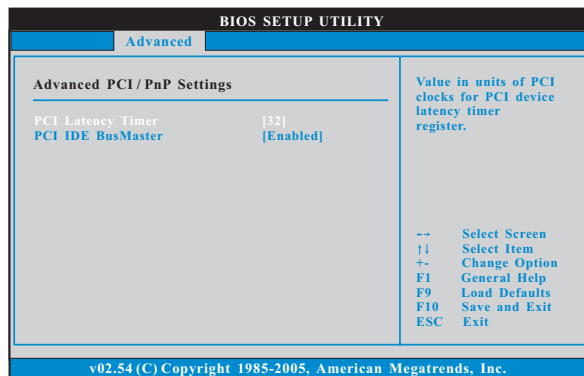 BIOS SETUP UTILITY
Advanced
Advanced PCI / PnP Settings
PCI Latency Timer [32]
PCI IDE BusMaster [Enabled]
Value in units of PCI
clocks for PCI device
latency timer
register.
←→ Select Screen
↑↓ Select Item
+- Change Option
F1 General Help
F9 Load Defaults
F10 Save and Exit
ESC Exit
v02.54 (C) Copyright 1985-2005, American Megatrends, Inc.